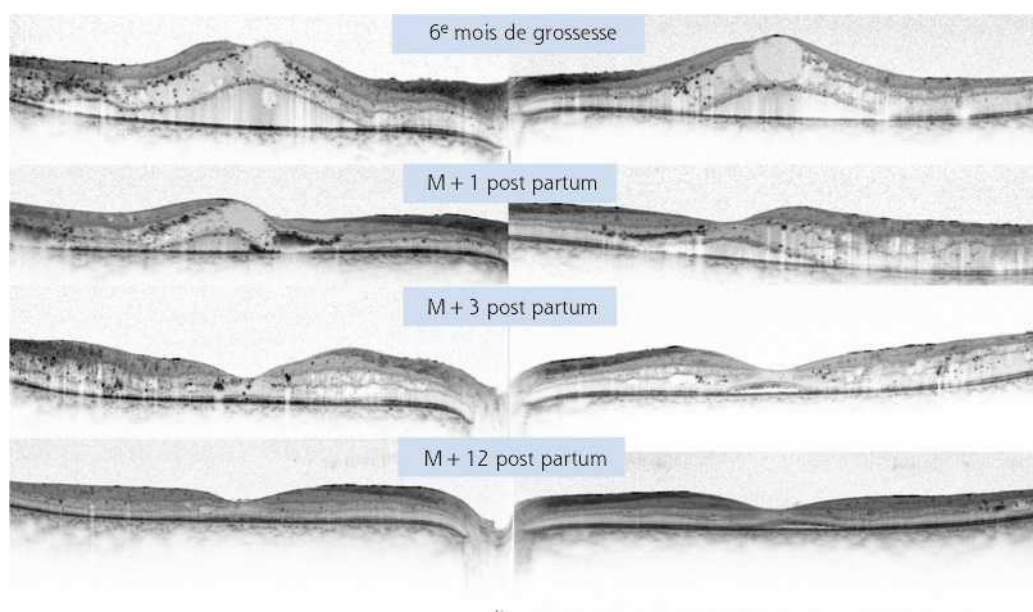 6e mois de grossesse
M + 1 post partum
M + 3 post partum
M + 12 post partum